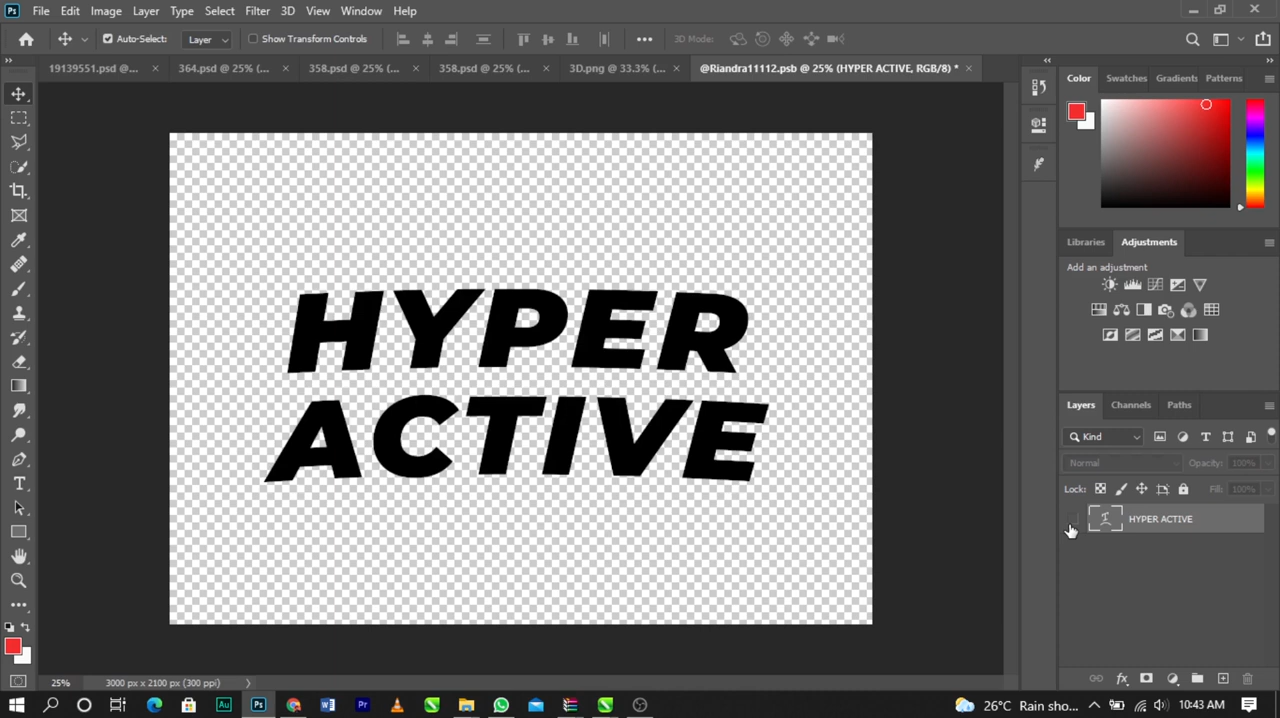 File Edit Image Layer Type Select Filter 3D View Window Help
Auto-Select: Layer Show Transform Controls 3D Mode:
19139551.psd @... 364.psd @ 25% (... 358.psd @ 25% (... 358.psd @ 25% (... 3D.png @ 33.3% (... @Riandra11112.psb @ 25% (HYPER ACTIVE, RGB/8) *
Color Swatches Gradients Patterns
Libraries Adjustments
Add an adjustment
HYPER
ACTIVE
Layers Channels Paths
Kind
Normal Opacity: 100%
Lock: Fill: 100%
HYPER ACTIVE
25% 3000 px x 2100 px (300 ppi)
26°C Rain sho... 10:43 AM